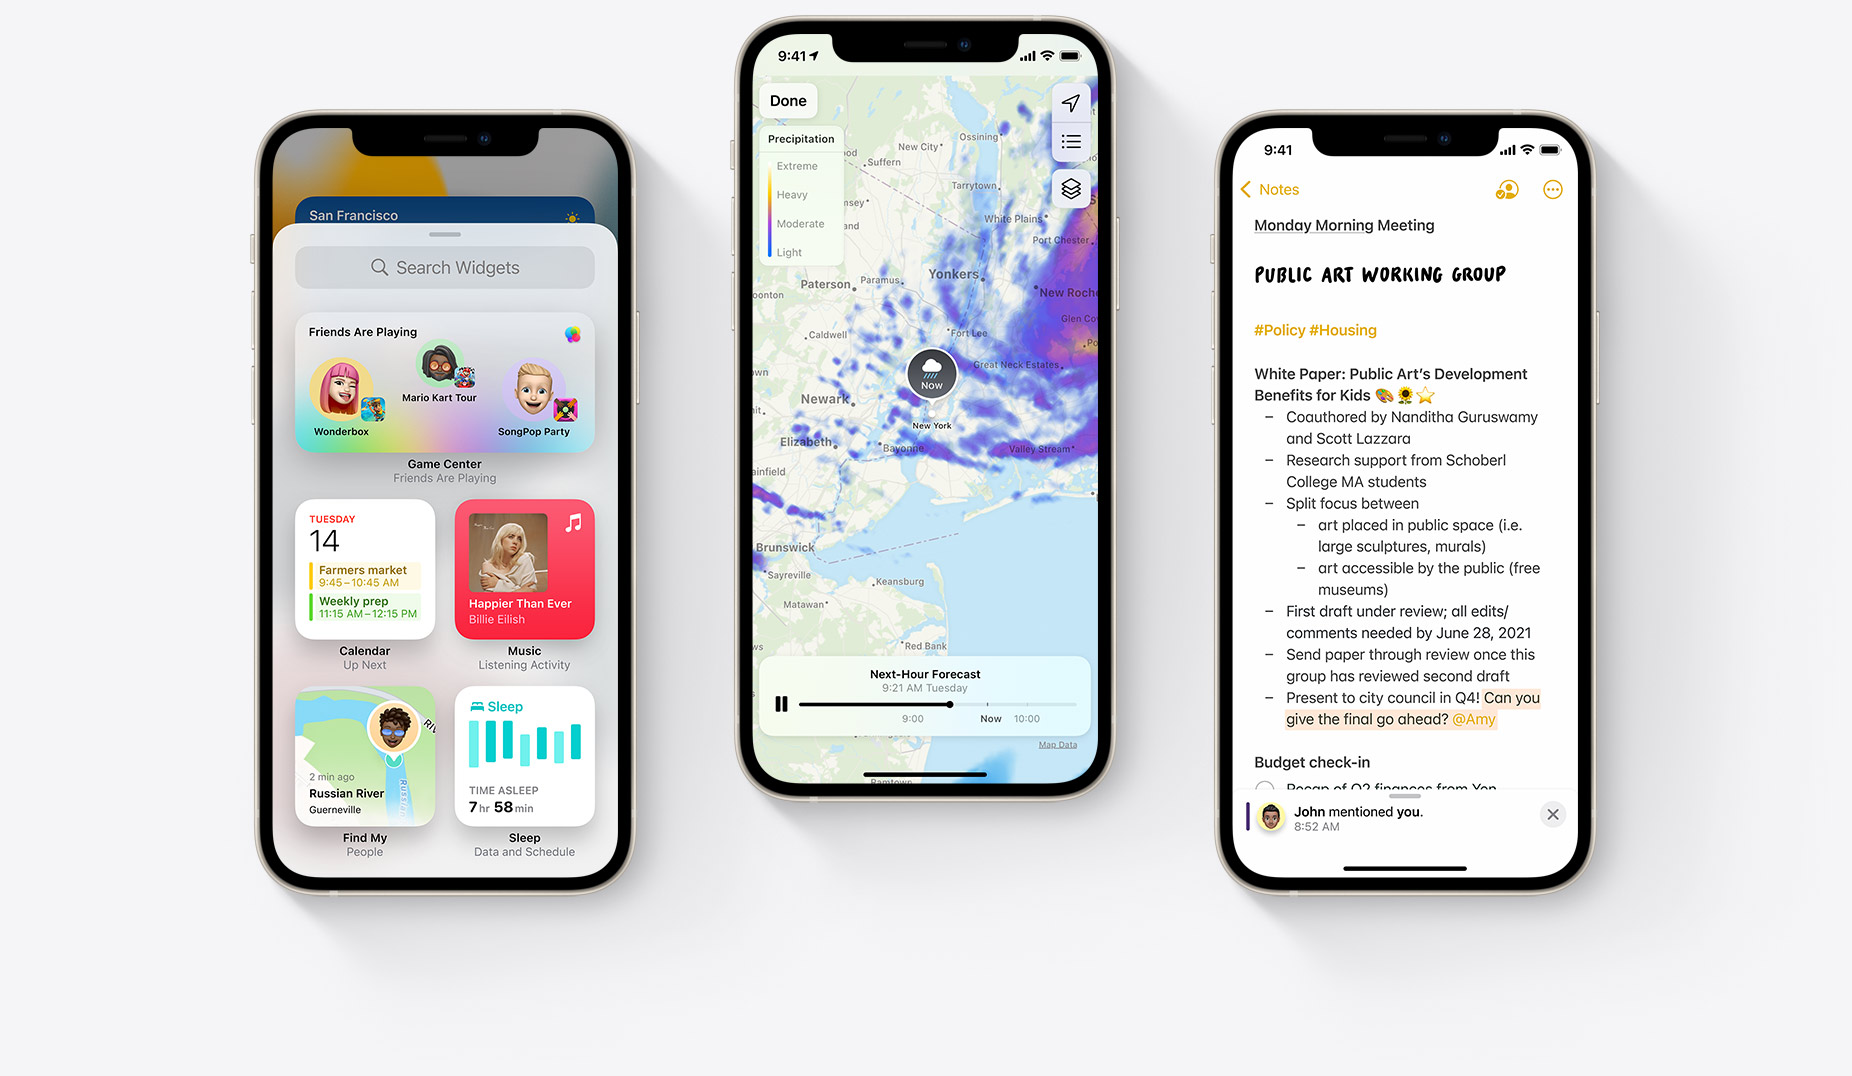 San Francisco
Search Widgets
Friends Are Playing
Wonderbox
Mario Kart Tour
SongPop Party
Game Center
Friends Are Playing
TUESDAY
14
Farmers market
9:45 – 10:45 AM
Weekly prep
11:15 AM – 12:15 PM
Calendar
Up Next
Happier Than Ever
Billie Eilish
Music
Listening Activity
2 min ago
Russian River
Guerneville
Find My
People
Sleep
TIME ASLEEP
7 hr 58 min
Sleep
Data and Schedule
9:41
Done
Precipitation
Extreme
Heavy
Moderate
Light
Ossining
New City
Suffern
Tarrytown
White Plains
Port Chester
Yonkers
Paterson
Paramus
New Roch
Glen Co
Caldwell
Fort Lee
Great Neck Estates
Now
Newark
New York
Elizabeth
Bayonne
Valley Stream
ainfield
Brunswick
Sayreville
Keansburg
Matawan
Red Bank
Next-Hour Forecast
9:21 AM Tuesday
9:00
Now
10:00
Map Data
Ramtown
9:41
Notes
Monday Morning Meeting
PUBLIC ART WORKING GROUP
#Policy #Housing
White Paper: Public Art’s Development
Benefits for Kids 🎨🌻⭐
– Coauthored by Nanditha Guruswamy
and Scott Lazzara
– Research support from Schoberl
College MA students
– Split focus between
– art placed in public space (i.e.
large sculptures, murals)
– art accessible by the public (free
museums)
– First draft under review; all edits/
comments needed by June 28, 2021
– Send paper through review once this
group has reviewed second draft
– Present to city council in Q4! Can you
give the final go ahead? @Amy
Budget check-in
Recap of Q2 finances from Yen
John mentioned you.
8:52 AM